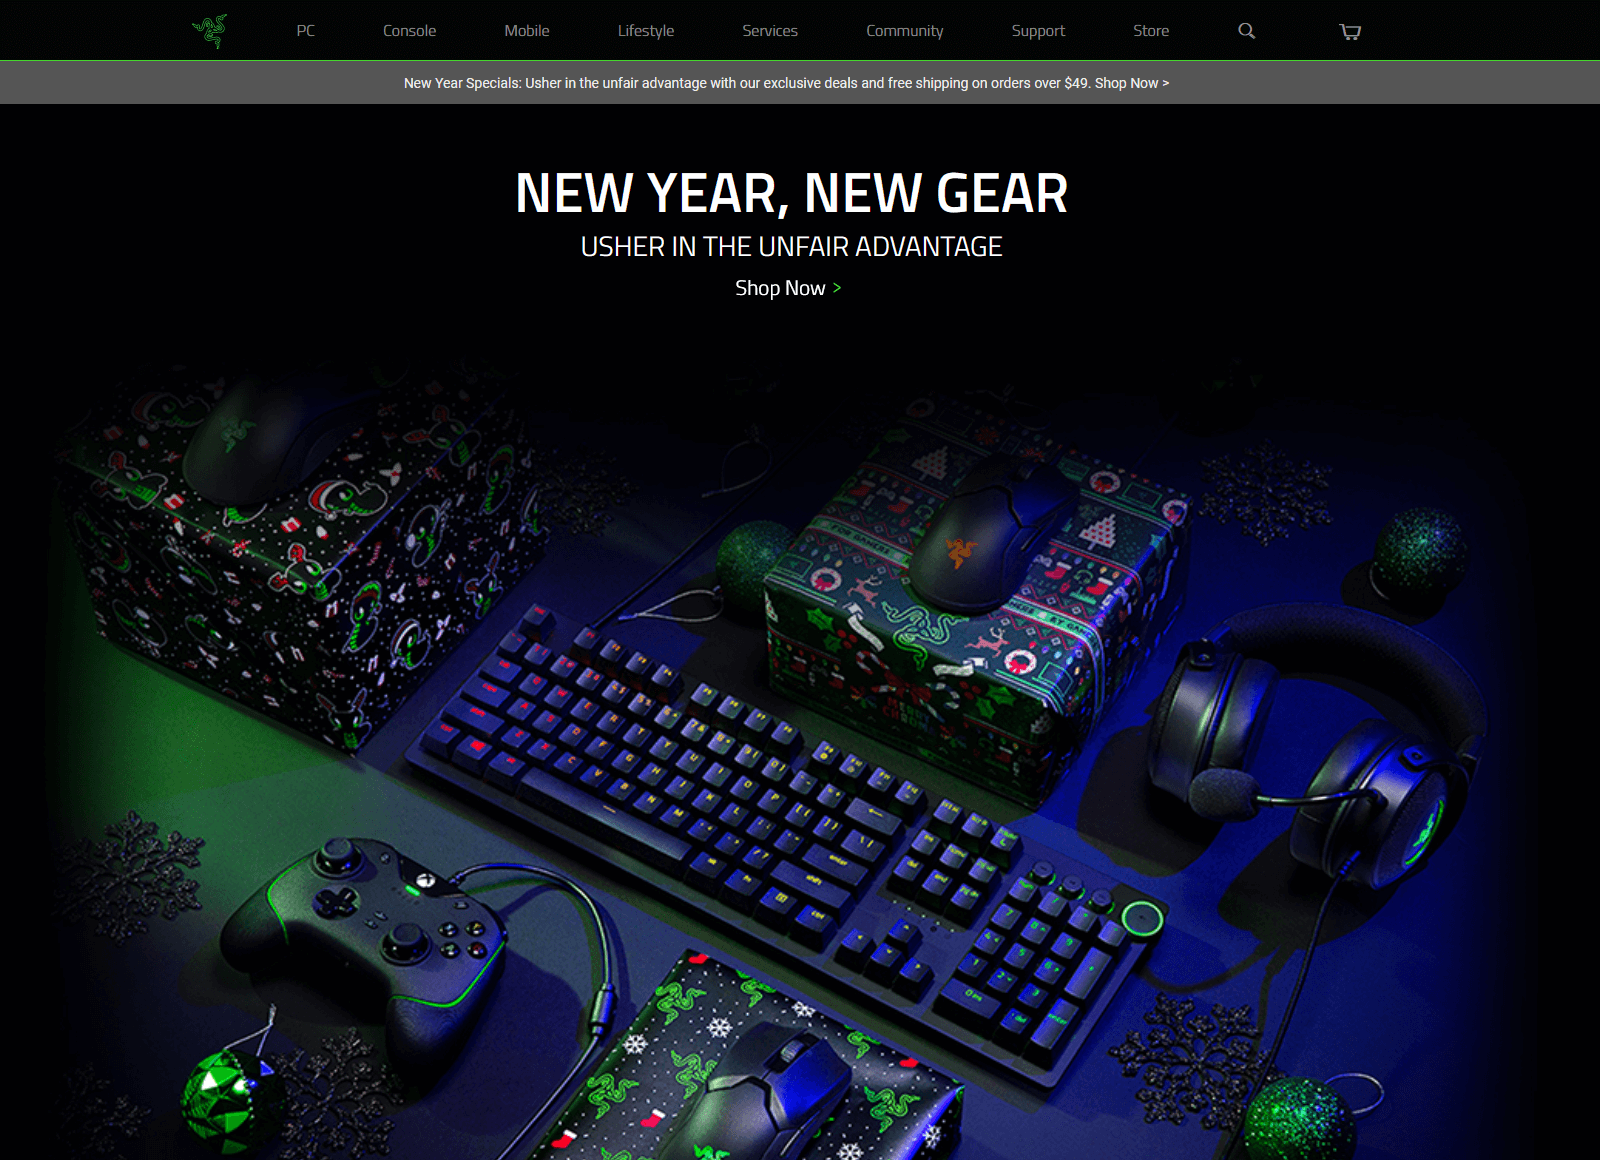 PC
Console
Mobile
Lifestyle
Services
Community
Support
Store
New Year Specials: Usher in the unfair advantage with our exclusive deals and free shipping on orders over $49. Shop Now >
NEW YEAR, NEW GEAR
USHER IN THE UNFAIR ADVANTAGE
Shop Now >